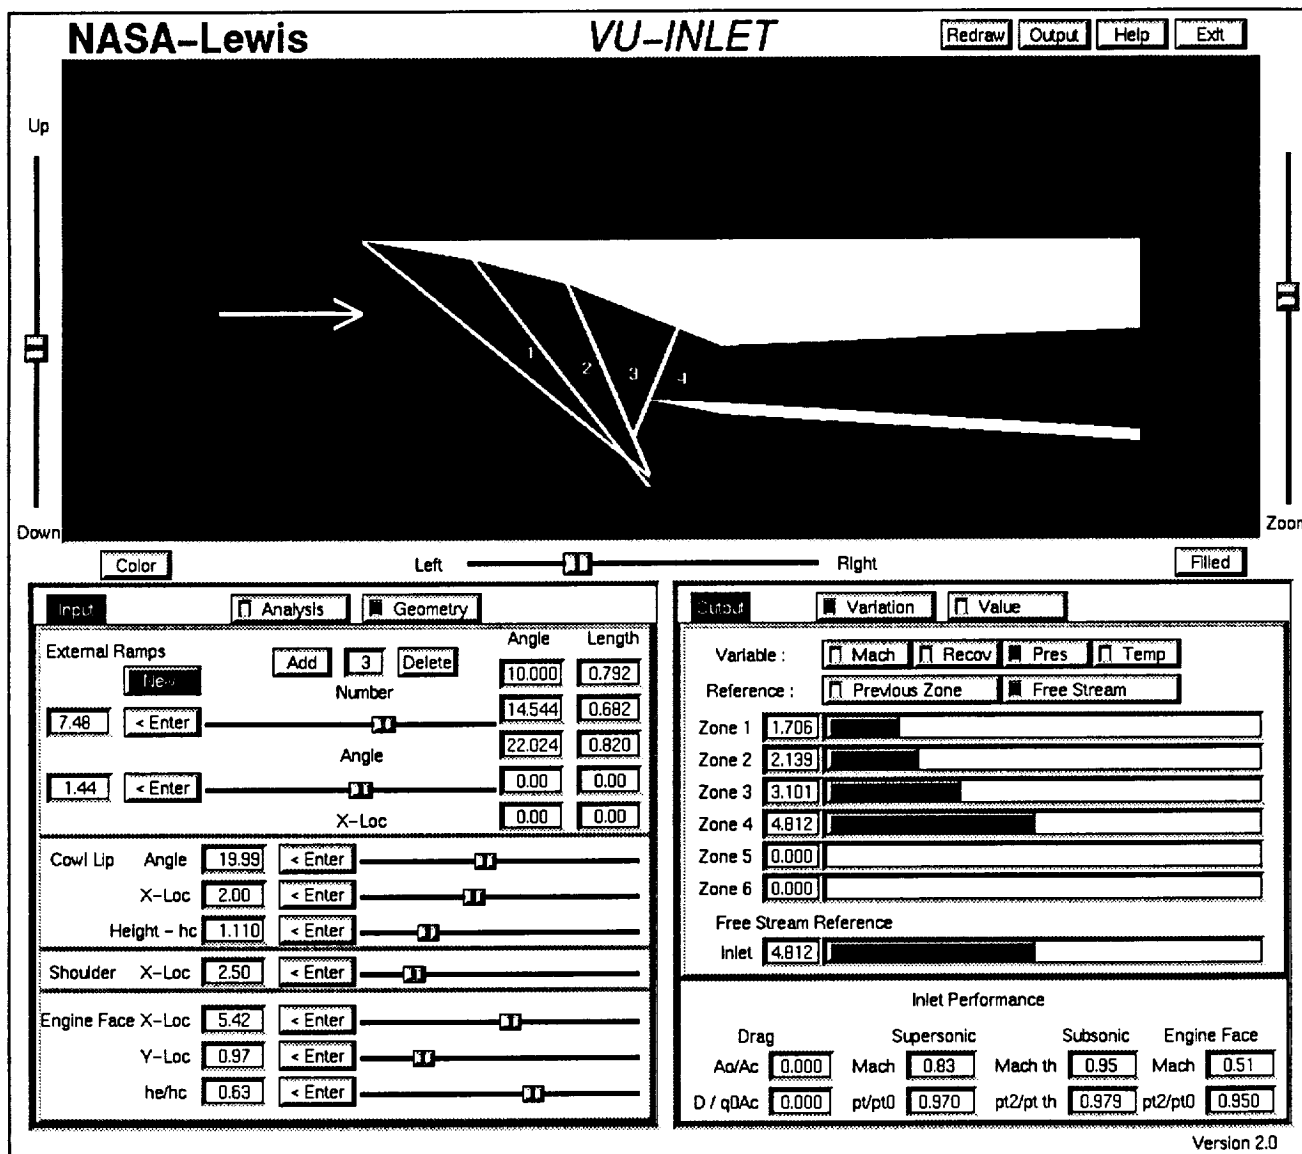 NASA-Lewis VU-INLET Redraw Output Help Exit
Up
1 2 3 4
Down Zoom
Color Left Right Filled
Input Analysis Geometry
Angle Length
External Ramps Add 3 Delete 10.000 0.792
New Number
14.544 0.682
7.48 < Enter
22.024 0.820
Angle
1.44 < Enter 0.00 0.00
X-Loc 0.00 0.00
Cowl Lip Angle 19.99 < Enter
X-Loc 2.00 < Enter
Height - hc 1.110 < Enter
Shoulder X-Loc 2.50 < Enter
Engine Face X-Loc 5.42 < Enter
Y-Loc 0.97 < Enter
he/hc 0.63 < Enter
Output Variation Value
Variable : Mach Recov Pres Temp
Reference : Previous Zone Free Stream
Zone 1 1.706
Zone 2 2.139
Zone 3 3.101
Zone 4 4.812
Zone 5 0.000
Zone 6 0.000
Free Stream Reference
Inlet 4.812
Inlet Performance
Drag Supersonic Subsonic Engine Face
Ao/Ac 0.000 Mach 0.83 Mach th 0.95 Mach 0.51
D / q0Ac 0.000 pt/pt0 0.970 pt2/pt th 0.979 pt2/pt0 0.950
Version 2.0